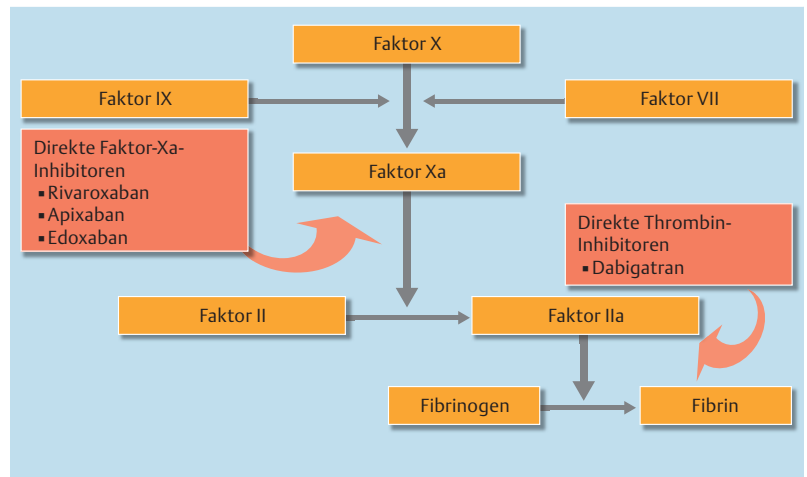 Faktor X
Faktor IX
Faktor VII
Direkte Faktor-Xa-
Inhibitoren
▪ Rivaroxaban
▪ Apixaban
▪ Edoxaban
Faktor Xa
Direkte Thrombin-
Inhibitoren
▪ Dabigatran
Faktor II
Faktor IIa
Fibrinogen
Fibrin